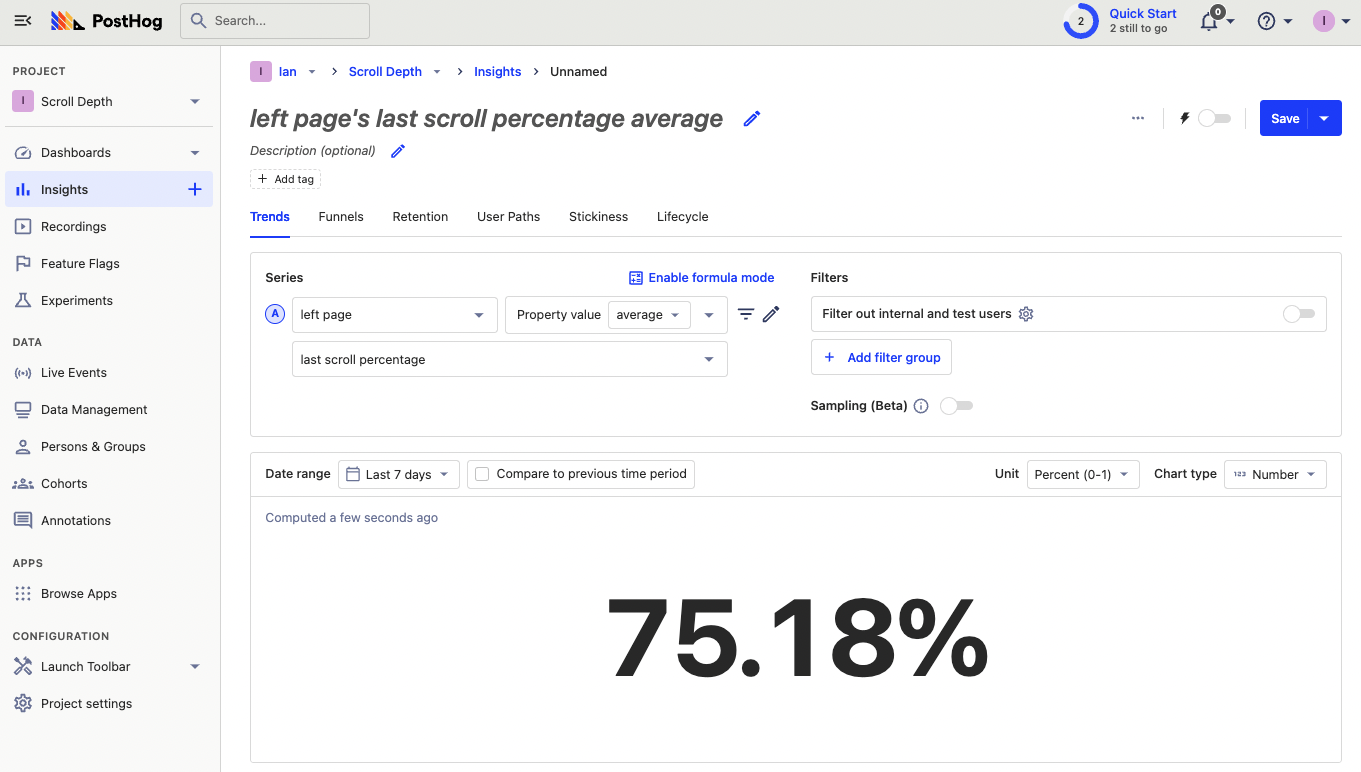 PostHog
Search...
2
Quick Start
2 still to go
0
I
PROJECT
I Scroll Depth
Dashboards
Insights
Recordings
Feature Flags
Experiments
DATA
Live Events
Data Management
Persons & Groups
Cohorts
Annotations
APPS
Browse Apps
CONFIGURATION
Launch Toolbar
Project settings
I Ian > Scroll Depth > Insights > Unnamed
left page's last scroll percentage average
Save
Description (optional)
+ Add tag
Trends Funnels Retention User Paths Stickiness Lifecycle
Series Enable formula mode
A left page Property value average
last scroll percentage
Filters
Filter out internal and test users
+ Add filter group
Sampling (Beta)
Date range Last 7 days Compare to previous time period Unit Percent (0-1) Chart type 123 Number
Computed a few seconds ago
75.18%